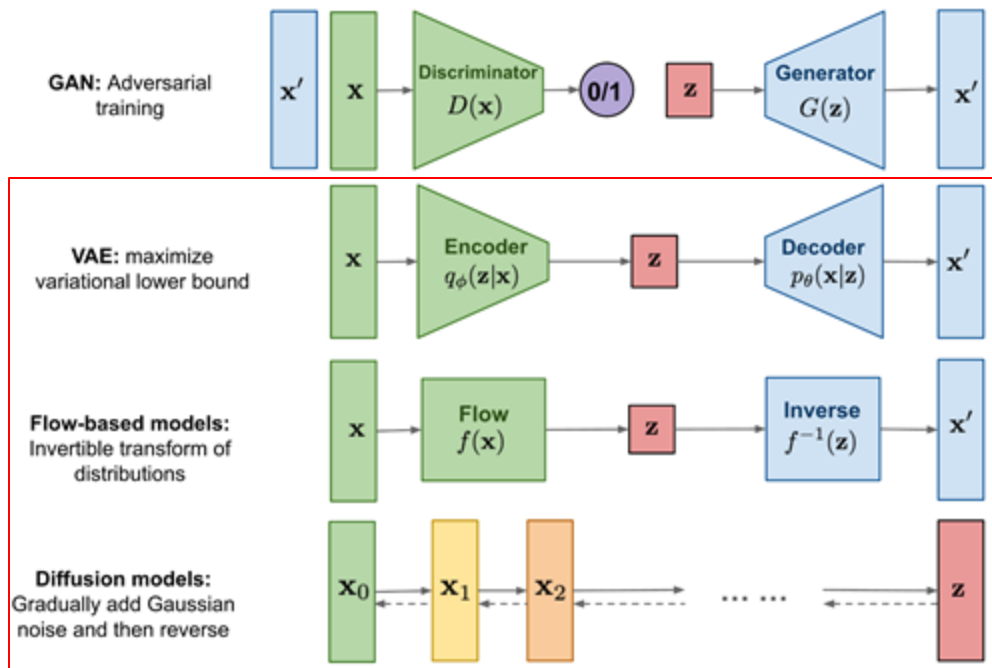 GAN: Adversarial
training
x′
x
Discriminator
D(x)
0/1
z
Generator
G(z)
x′
VAE: maximize
variational lower bound
x
Encoder
qϕ(z|x)
z
Decoder
pθ(x|z)
x′
Flow-based models:
Invertible transform of
distributions
x
Flow
f(x)
z
Inverse
f⁻¹(z)
x′
Diffusion models:
Gradually add Gaussian
noise and then reverse
x₀
x₁
x₂
... ...
z